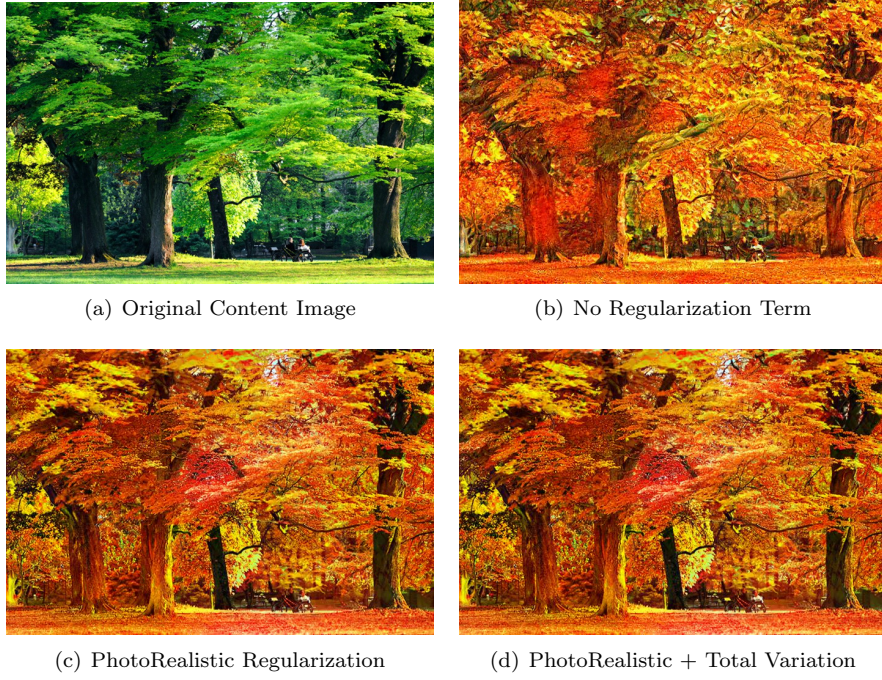 (a) Original Content Image
(b) No Regularization Term
(c) PhotoRealistic Regularization
(d) PhotoRealistic + Total Variation